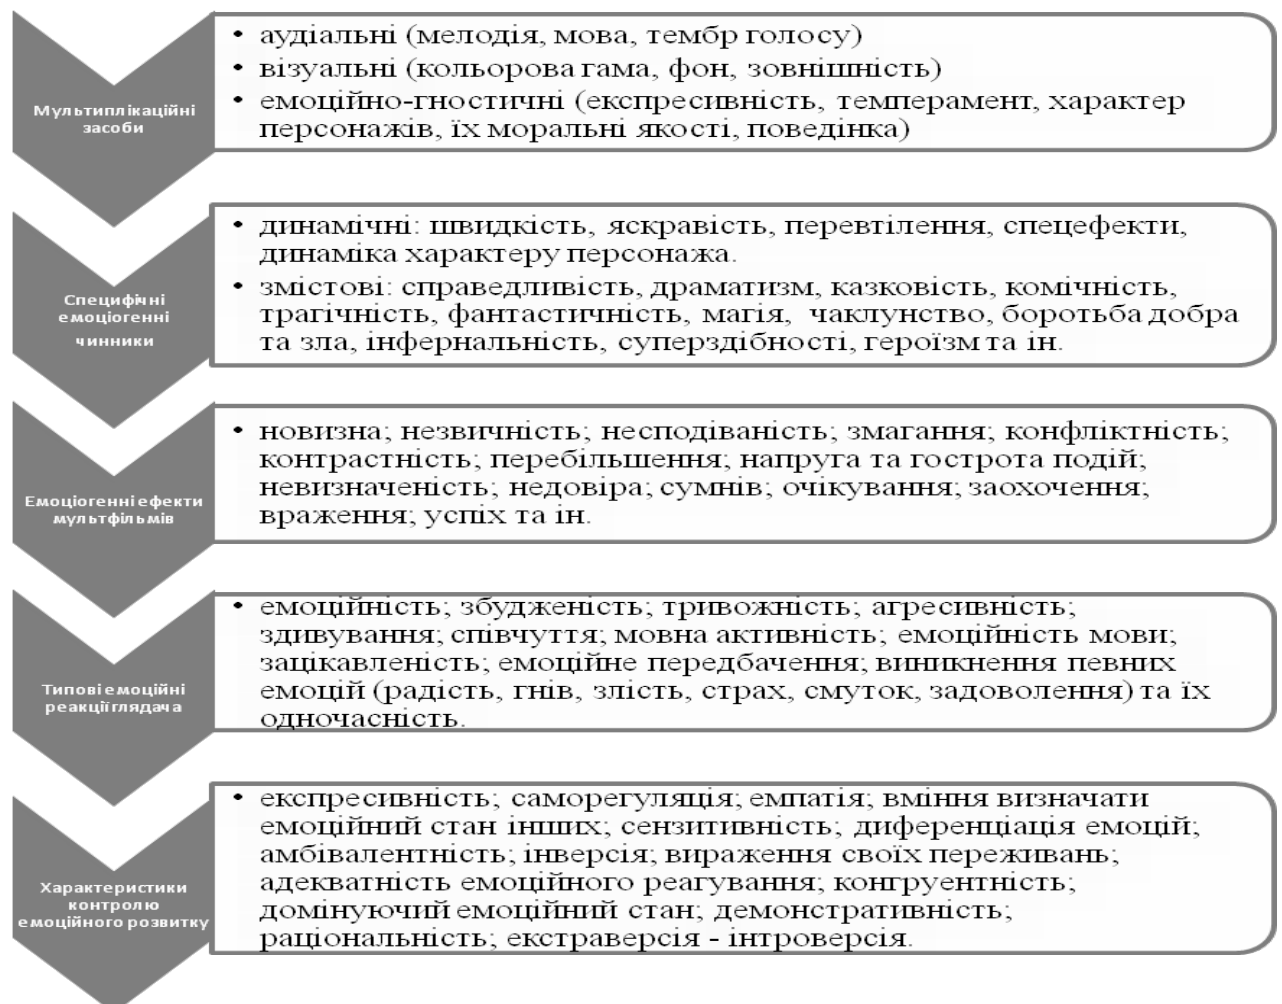 Мультиплікаційні
засоби
• аудіальні (мелодія, мова, тембр голосу)
• візуальні (кольорова гама, фон, зовнішність)
• емоційно-гностичні (експресивність, темперамент, характер
персонажів, їх моральні якості, поведінка)
Специфічні
емоціогенні
чинники
• динамічні: швидкість, яскравість, перевтілення, спецефекти,
динаміка характеру персонажа.
• змістові: справедливість, драматизм, казковість, комічність,
трагічність, фантастичність, магія, чаклунство, боротьба добра
та зла, інфернальність, суперздібності, героїзм та ін.
Емоціогенні ефекти
мультфільмів
• новизна; незвичність; несподіваність; змагання; конфліктність;
контрастність; перебільшення; напруга та гострота подій;
невизначеність; недовіра; сумнів; очікування; заохочення;
враження; успіх та ін.
Типові емоційні
реакції глядача
• емоційність; збудженість; тривожність; агресивність;
здивування; співчуття; мовна активність; емоційність мови;
зацікавленість; емоційне передбачення; виникнення певних
емоцій (радість, гнів, злість, страх, смуток, задоволення) та їх
одночасність.
Характеристики
контролю
емоційного розвитку
• експресивність; саморегуляція; емпатія; вміння визначати
емоційний стан інших; сензитивність; диференціація емоцій;
амбівалентність; інверсія; вираження своїх переживань;
адекватність емоційного реагування; конгруентність;
домінуючий емоційний стан; демонстративність;
раціональність; екстраверсія - інтроверсія.